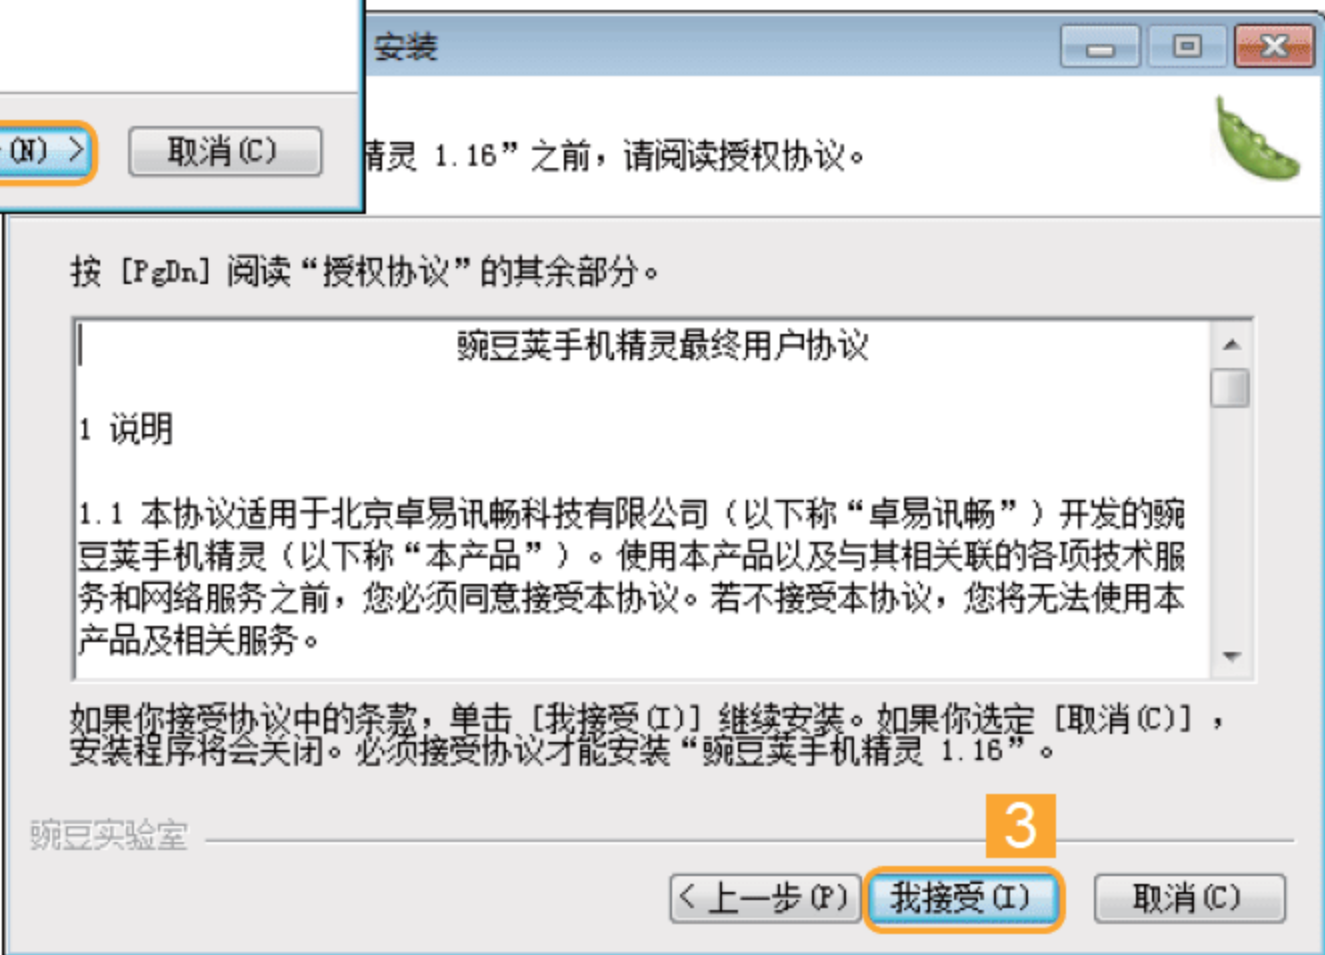 安装
(N) >
取消(C)
精灵 1.16”之前，请阅读授权协议。
按 [PgDn] 阅读“授权协议”的其余部分。
豌豆荚手机精灵最终用户协议
1 说明
1.1 本协议适用于北京卓易讯畅科技有限公司（以下称“卓易讯畅”）开发的豌
豆荚手机精灵（以下称“本产品”）。使用本产品以及与其相关联的各项技术服
务和网络服务之前，您必须同意接受本协议。若不接受本协议，您将无法使用本
产品及相关服务。
如果你接受协议中的条款，单击 [我接受(I)] 继续安装。如果你选定 [取消(C)] ，
安装程序将会关闭。必须接受协议才能安装“豌豆荚手机精灵 1.16”。
豌豆实验室
3
< 上一步(P)
我接受(I)
取消(C)